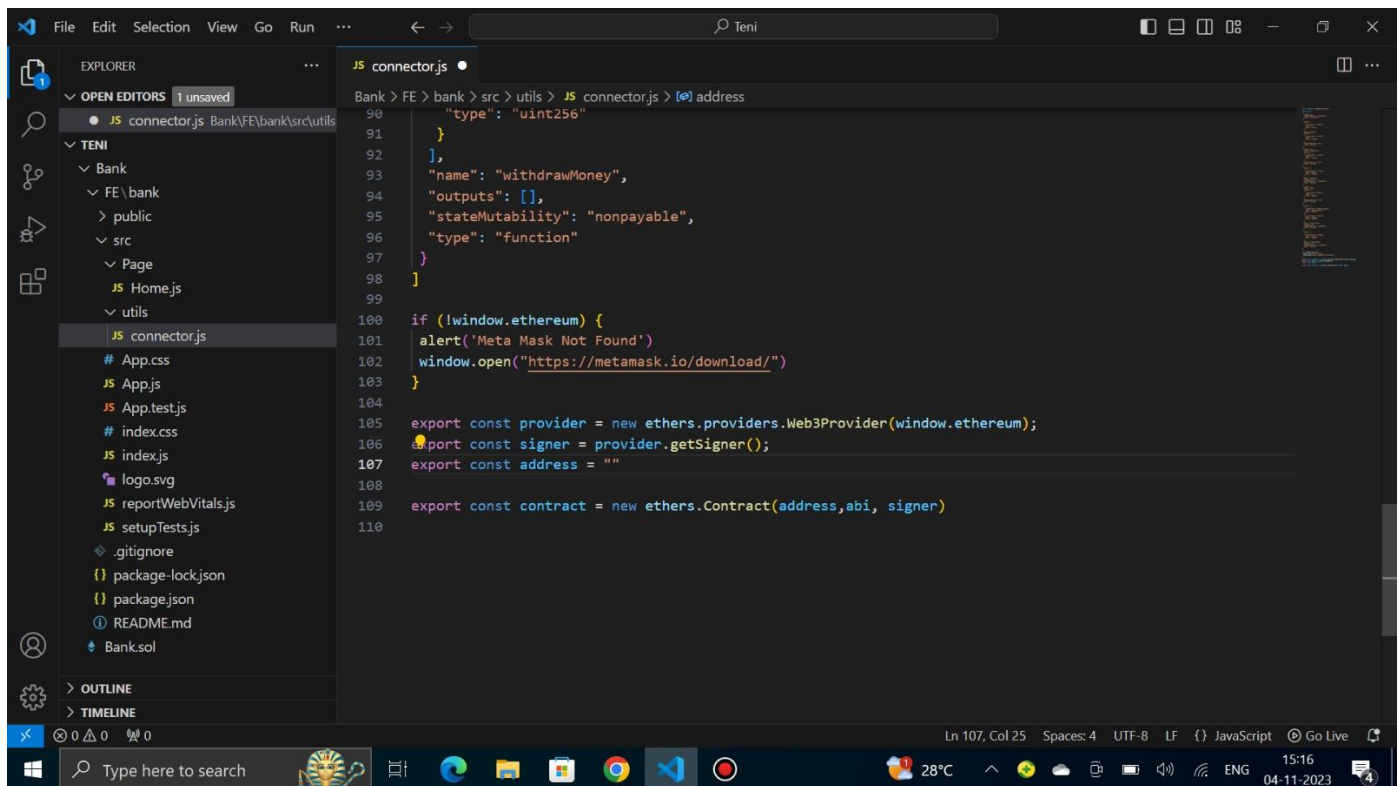 File Edit Selection View Go Run ··· Teni
EXPLORER ···
OPEN EDITORS 1 unsaved
JS connector.js Bank\FE\bank\src\utils
TENI
Bank
FE\bank
public
src
Page
JS Home.js
utils
JS connector.js
# App.css
JS App.js
JS App.test.js
# index.css
JS index.js
logo.svg
JS reportWebVitals.js
JS setupTests.js
.gitignore
{} package-lock.json
{} package.json
README.md
Bank.sol
OUTLINE
TIMELINE
JS connector.js
Bank > FE > bank > src > utils > JS connector.js > address
90 "type": "uint256"
91 }
92 ],
93 "name": "withdrawMoney",
94 "outputs": [],
95 "stateMutability": "nonpayable",
96 "type": "function"
97 }
98 ]
99
100 if (!window.ethereum) {
101 alert('Meta Mask Not Found')
102 window.open("https://metamask.io/download/")
103 }
104
105 export const provider = new ethers.providers.Web3Provider(window.ethereum);
106 export const signer = provider.getSigner();
107 export const address = ""
108
109 export const contract = new ethers.Contract(address,abi, signer)
110
0 0 0 Ln 107, Col 25 Spaces: 4 UTF-8 LF {} JavaScript Go Live
Type here to search 28°C ENG 15:16
04-11-2023 4